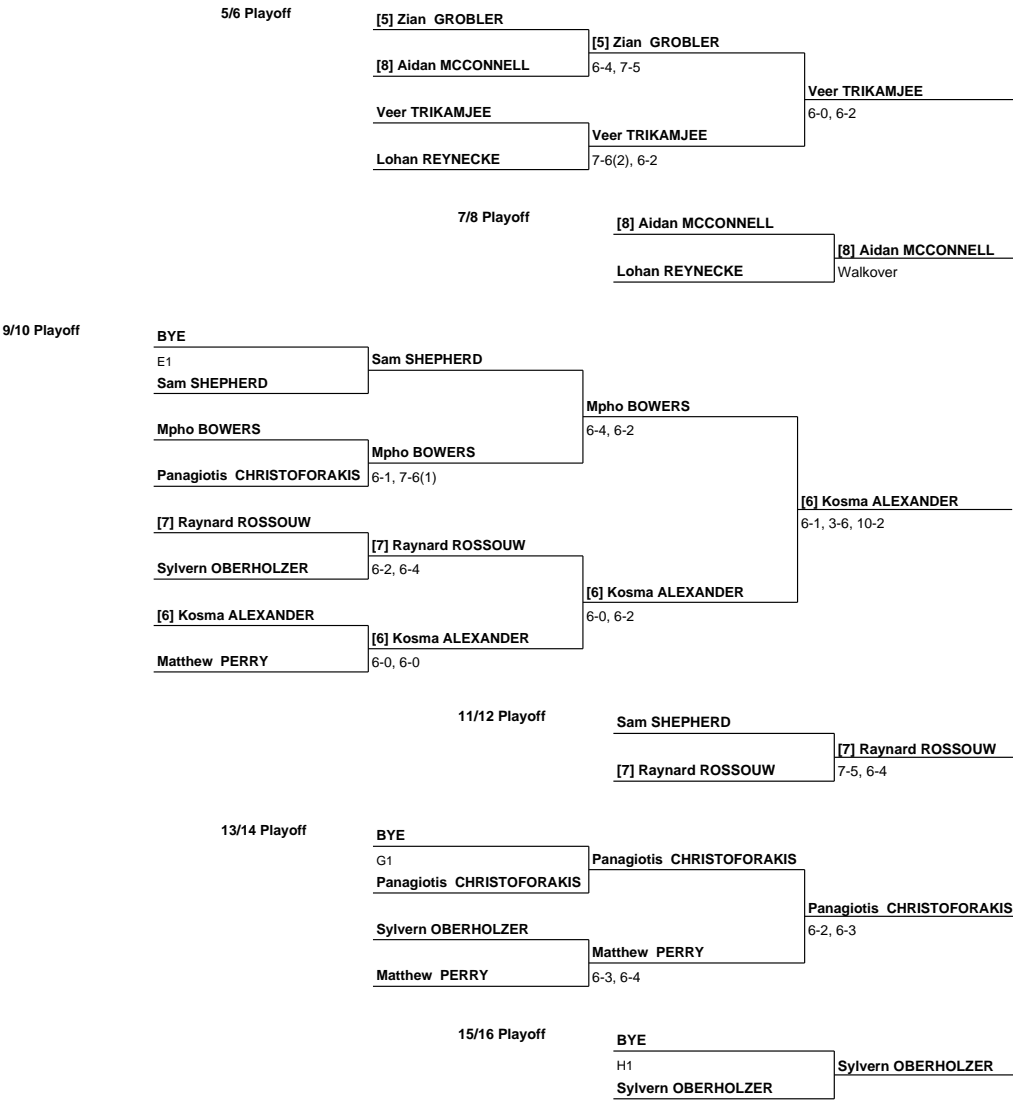 5/6 Playoff
[5] Zian GROBLER
[5] Zian GROBLER
[8] Aidan MCCONNELL
6-4, 7-5
Veer TRIKAMJEE
Veer TRIKAMJEE
6-0, 6-2
Veer TRIKAMJEE
Lohan REYNECKE
7-6(2), 6-2
7/8 Playoff
[8] Aidan MCCONNELL
[8] Aidan MCCONNELL
Lohan REYNECKE
Walkover
9/10 Playoff
BYE
E1
Sam SHEPHERD
Sam SHEPHERD
Mpho BOWERS
Mpho BOWERS
6-4, 6-2
Mpho BOWERS
Panagiotis CHRISTOFORAKIS
6-1, 7-6(1)
[6] Kosma ALEXANDER
[7] Raynard ROSSOUW
6-1, 3-6, 10-2
[7] Raynard ROSSOUW
Sylvern OBERHOLZER
6-2, 6-4
[6] Kosma ALEXANDER
[6] Kosma ALEXANDER
6-0, 6-2
[6] Kosma ALEXANDER
Matthew PERRY
6-0, 6-0
11/12 Playoff
Sam SHEPHERD
[7] Raynard ROSSOUW
[7] Raynard ROSSOUW
7-5, 6-4
13/14 Playoff
BYE
G1
Panagiotis CHRISTOFORAKIS
Panagiotis CHRISTOFORAKIS
Panagiotis CHRISTOFORAKIS
Sylvern OBERHOLZER
6-2, 6-3
Matthew PERRY
Matthew PERRY
6-3, 6-4
15/16 Playoff
BYE
H1
Sylvern OBERHOLZER
Sylvern OBERHOLZER